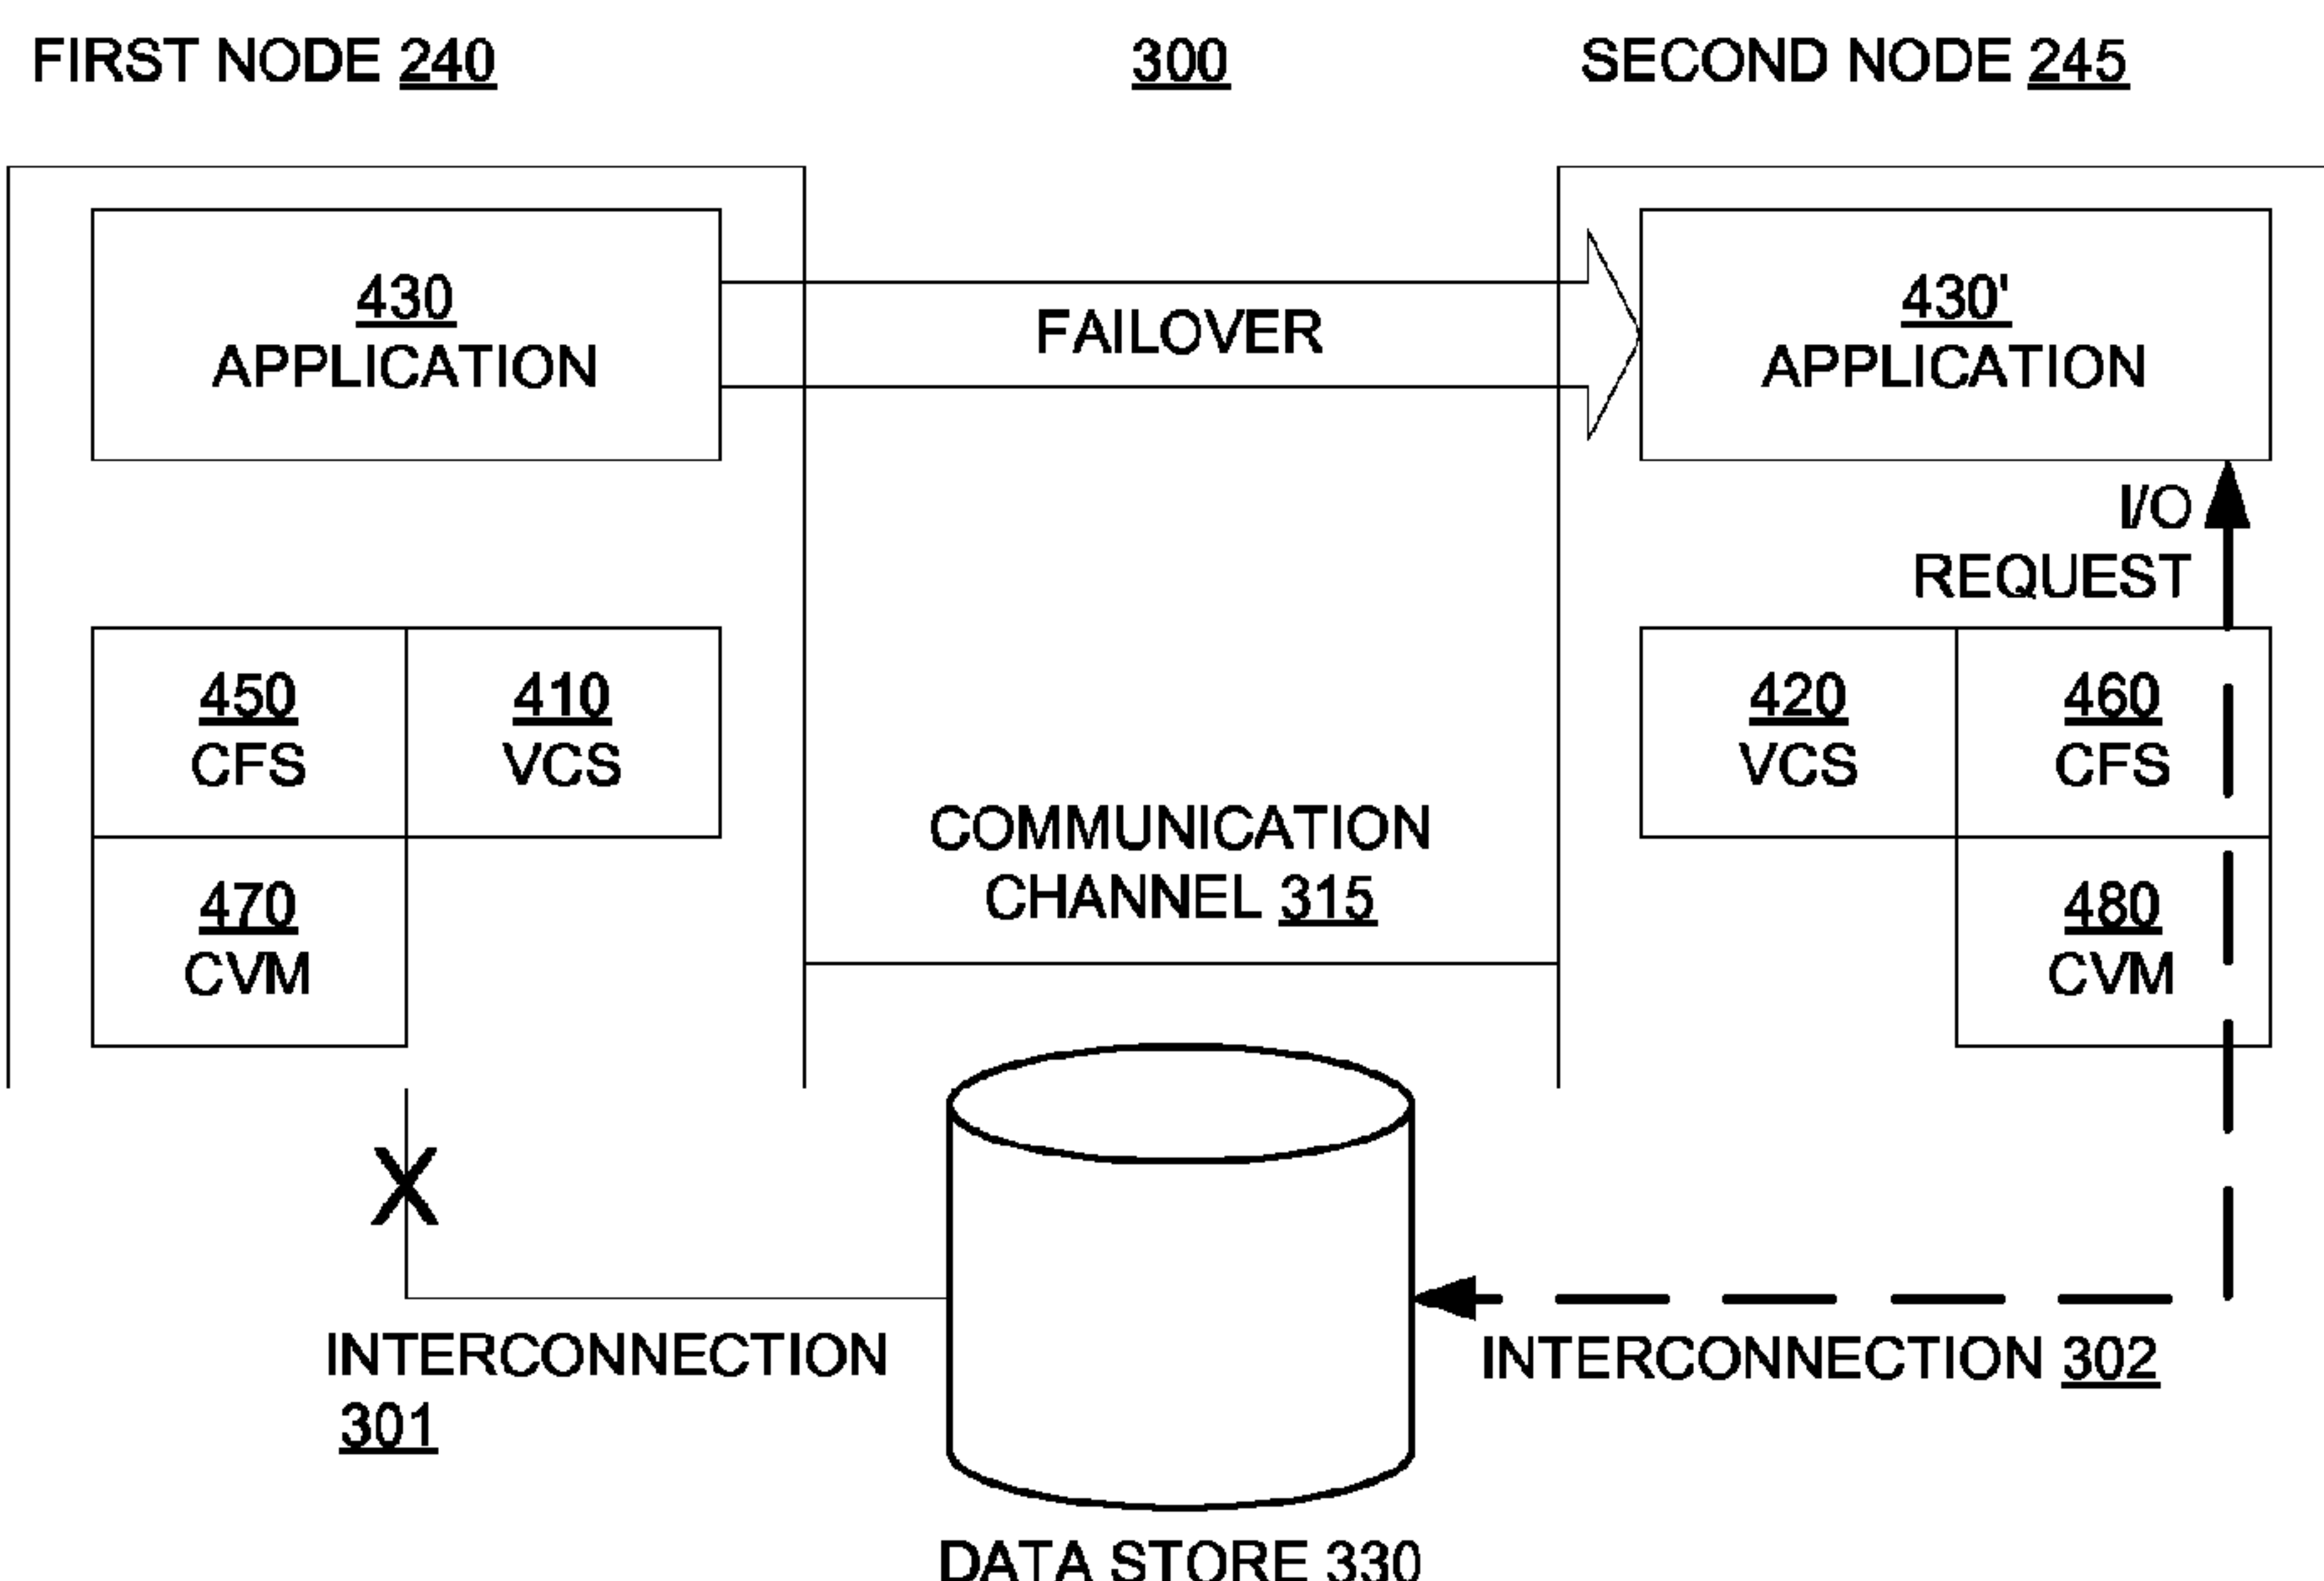 FIRST NODE 240
300
SECOND NODE 245
430
APPLICATION
FAILOVER
430'
APPLICATION
I/O
REQUEST
450
CFS
410
VCS
420
VCS
460
CFS
COMMUNICATION
CHANNEL 315
470
CVM
480
CVM
X
INTERCONNECTION
301
INTERCONNECTION 302
DATA STORE 330